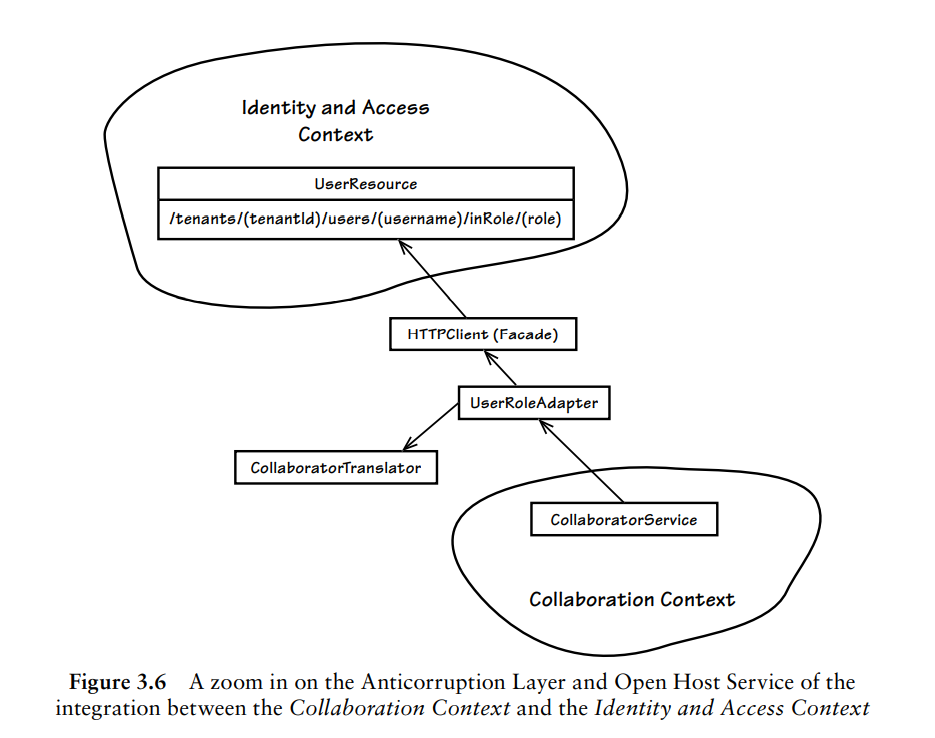 Identity and Access
Context
UserResource
/tenants/(tenantId)/users/(username)/inRole/(role)
HTTPClient (Facade)
UserRoleAdapter
CollaboratorTranslator
CollaboratorService
Collaboration Context
Figure 3.6 A zoom in on the Anticorruption Layer and Open Host Service of the
integration between the Collaboration Context and the Identity and Access Context